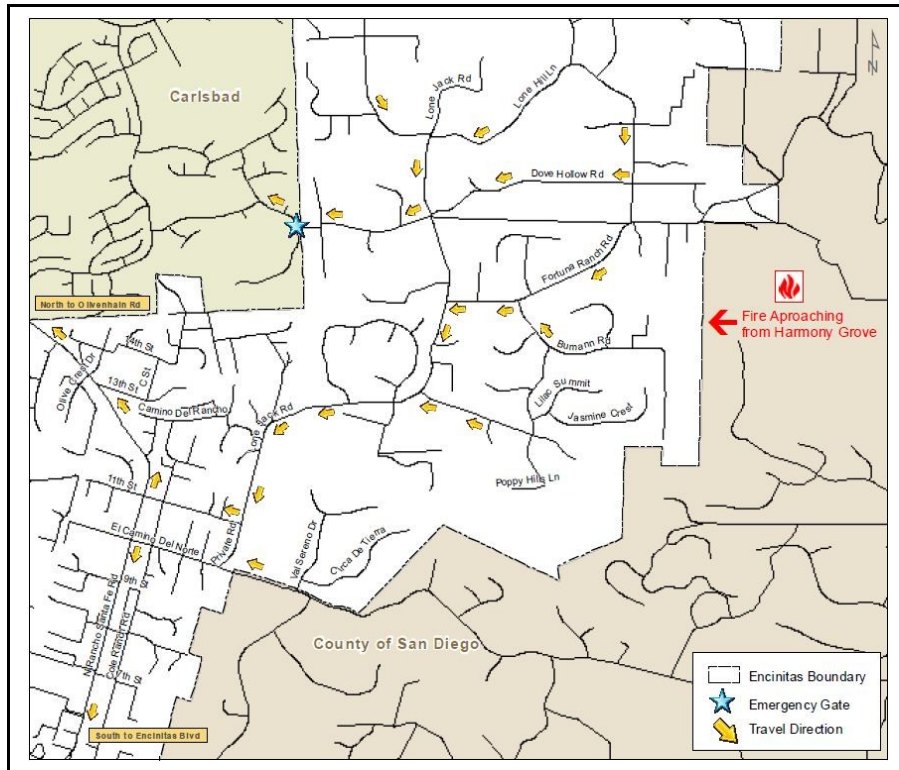 Carlsbad
Lone Jack Rd
Lone Hill Ln
N
Dove Hollow Rd
Fortuna Ranch Rd
Fire Aproaching
from Harmony Grove
North to Olivenhain Rd
14th St
Bumann Rd
Olive Crest Dr
13th St
C St
Camino Del Rancho
Lilac Summit
Jasmine Crest
Lone Jack Rd
Poppy Hills Ln
11th St
El Camino Del Norte
Private Rd
Val Sereno Dr
Circa De Tierra
9th St
N Rancho Santa Fe Rd
Cole Ranch Rd
7th St
County of San Diego
South to Encinitas Blvd
Encinitas Boundary
Emergency Gate
Travel Direction